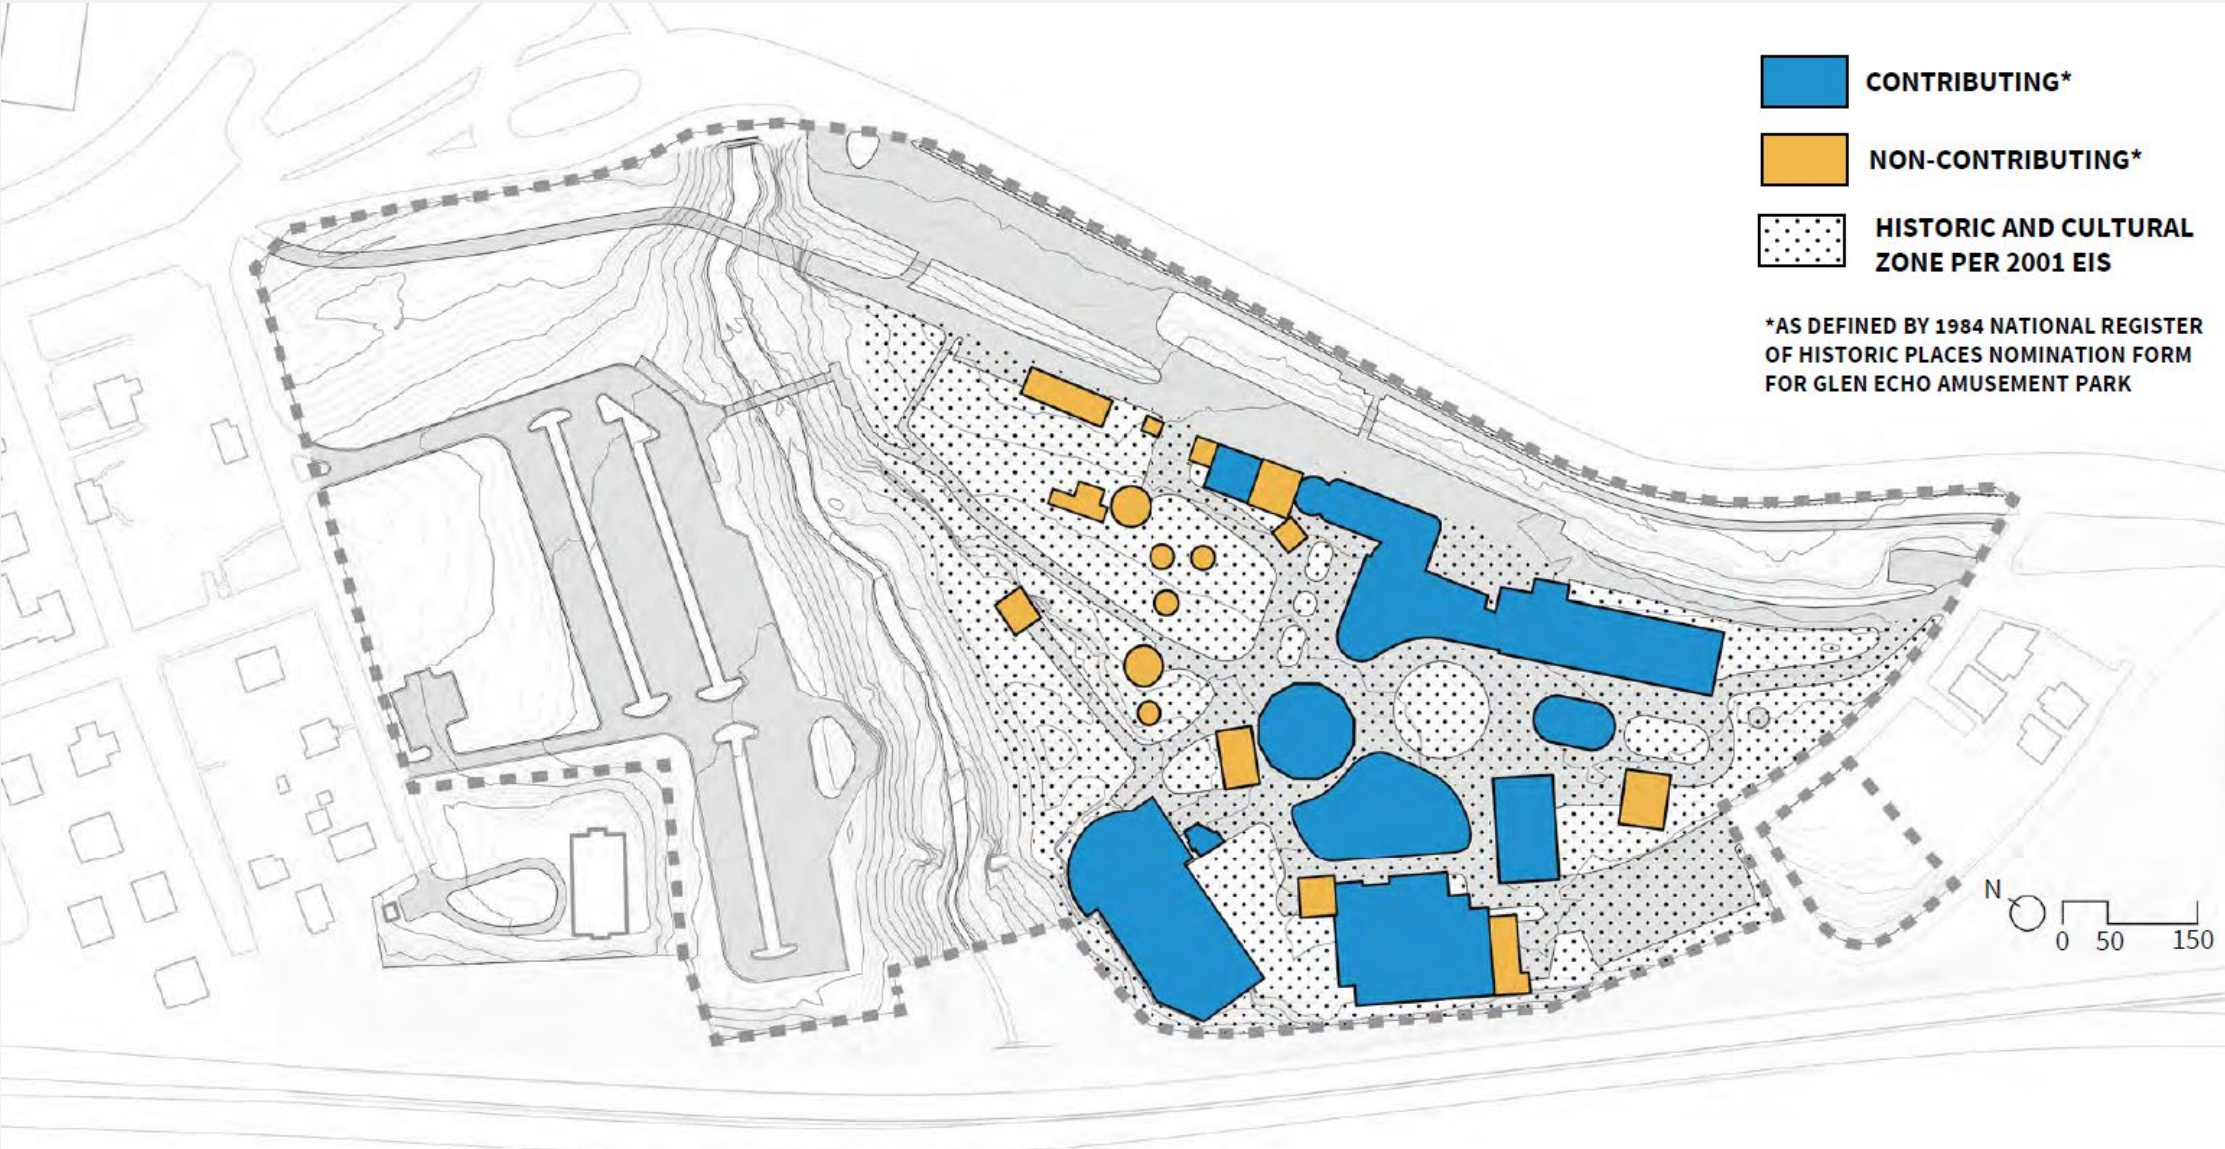 CONTRIBUTING*
NON-CONTRIBUTING*
HISTORIC AND CULTURAL
ZONE PER 2001 EIS
*AS DEFINED BY 1984 NATIONAL REGISTER
OF HISTORIC PLACES NOMINATION FORM
FOR GLEN ECHO AMUSEMENT PARK
N
0 50 150